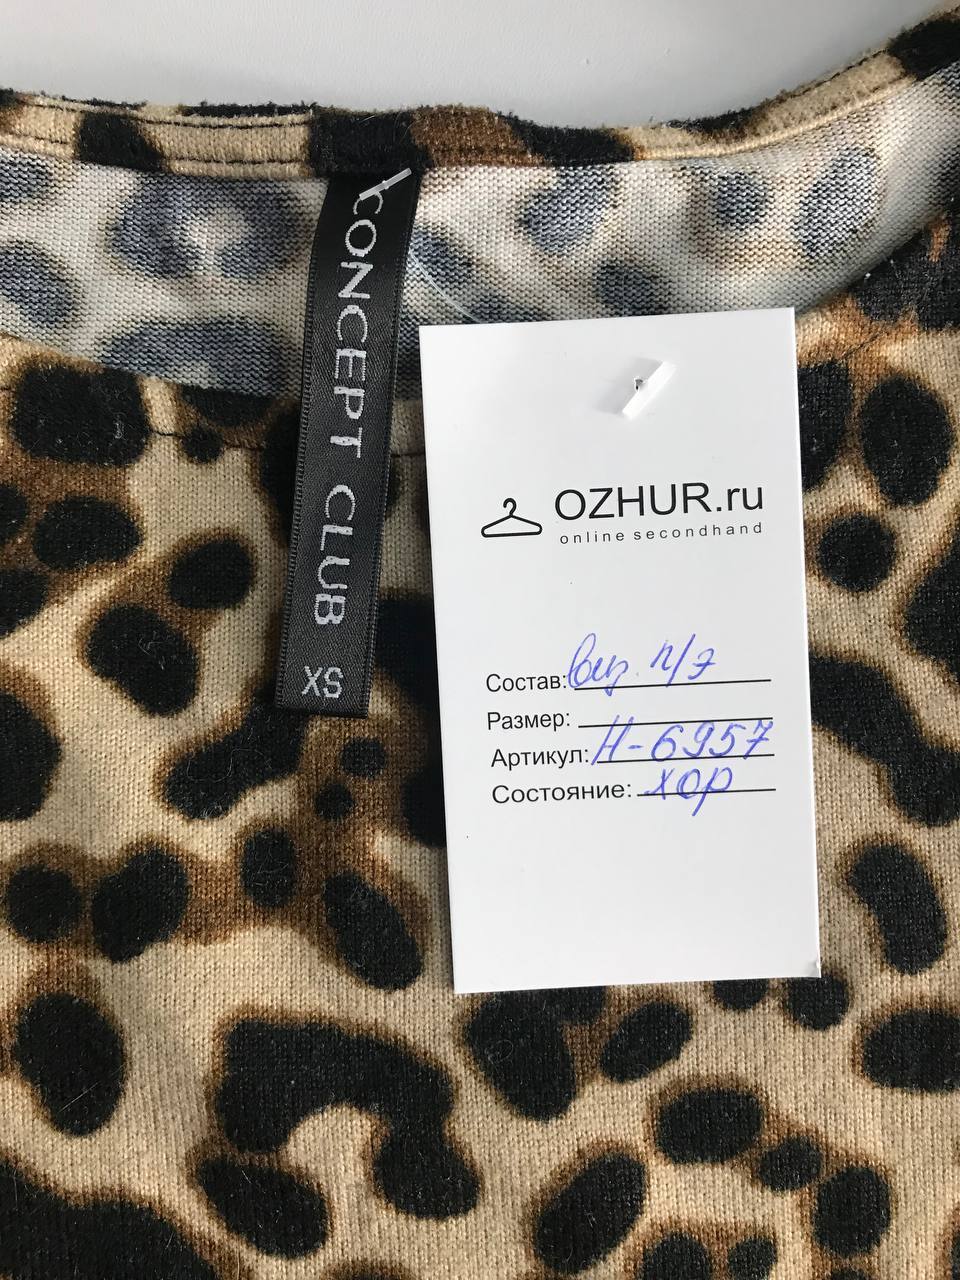 CONCEPT CLUB
XS
OZHUR.ru
online secondhand
Состав: виз. п/э
Размер:
Артикул: Н-6957
Состояние: хор